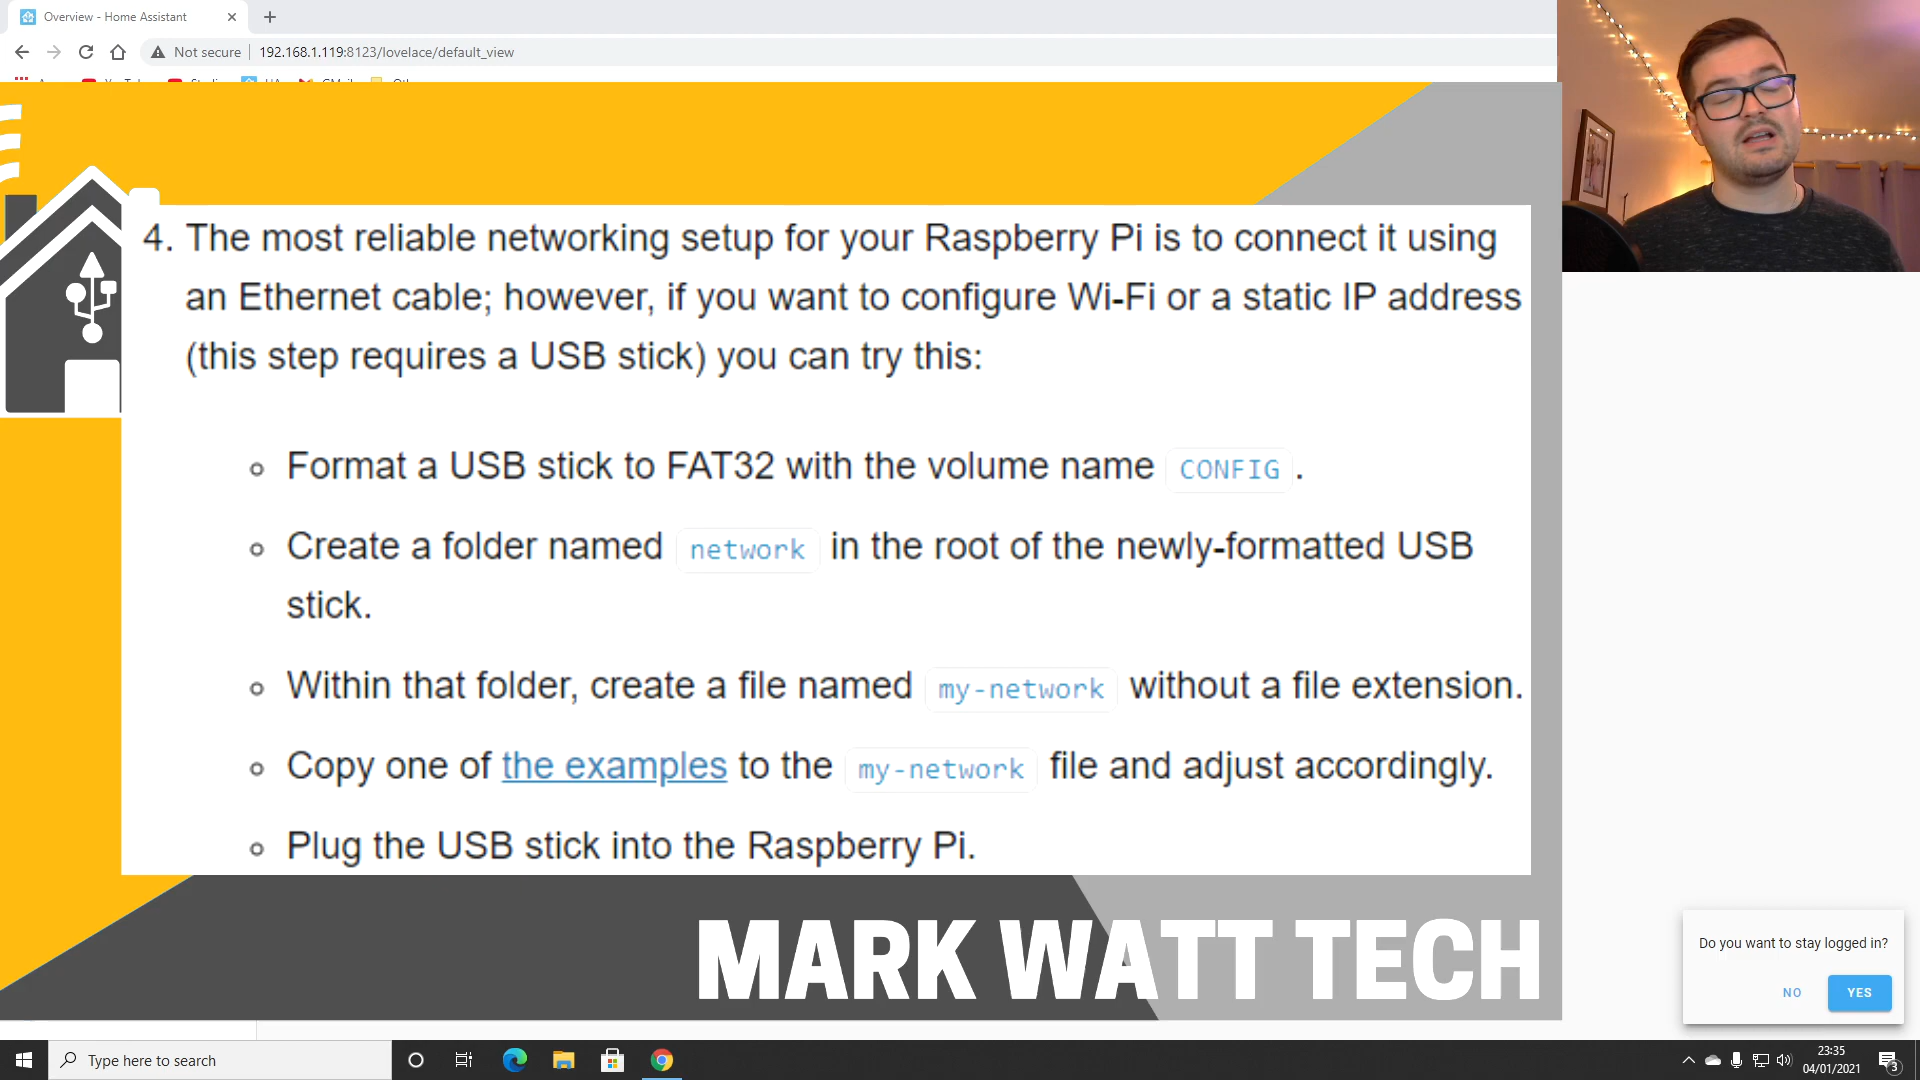 Overview - Home Assistant
Not secure
192.168.1.119:8123/lovelace/default_view
4. The most reliable networking setup for your Raspberry Pi is to connect it using
an Ethernet cable; however, if you want to configure Wi-Fi or a static IP address
(this step requires a USB stick) you can try this:
Format a USB stick to FAT32 with the volume name CONFIG.
Create a folder named network in the root of the newly-formatted USB
stick.
Within that folder, create a file named my-network without a file extension.
Copy one of the examples to the my-network file and adjust accordingly.
Plug the USB stick into the Raspberry Pi.
MARK WATT TECH
Do you want to stay logged in?
NO
YES
Type here to search
23:35
04/01/2021
3